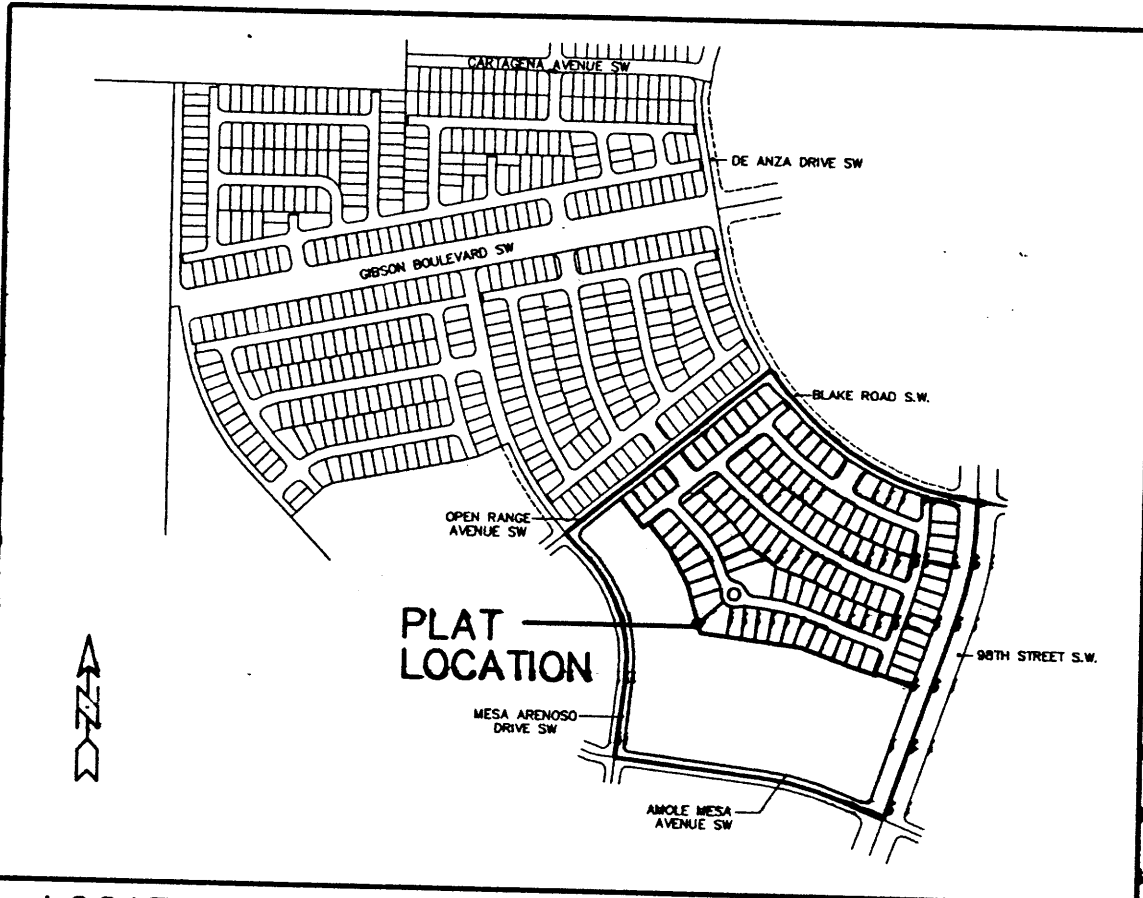 CARTAGENA AVENUE SW
DE ANZA DRIVE SW
GIBSON BOULEVARD SW
BLAKE ROAD S.W.
OPEN RANGE
AVENUE SW
PLAT
LOCATION
98TH STREET S.W.
MESA ARENOSO
DRIVE SW
AMOLE MESA
AVENUE SW
N